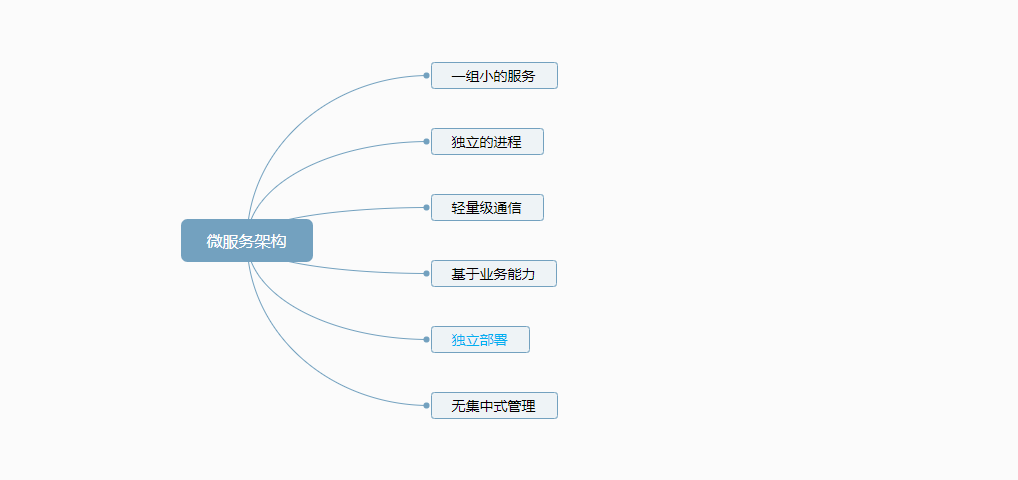 一组小的服务
独立的进程
轻量级通信
微服务架构
基于业务能力
独立部署
无集中式管理